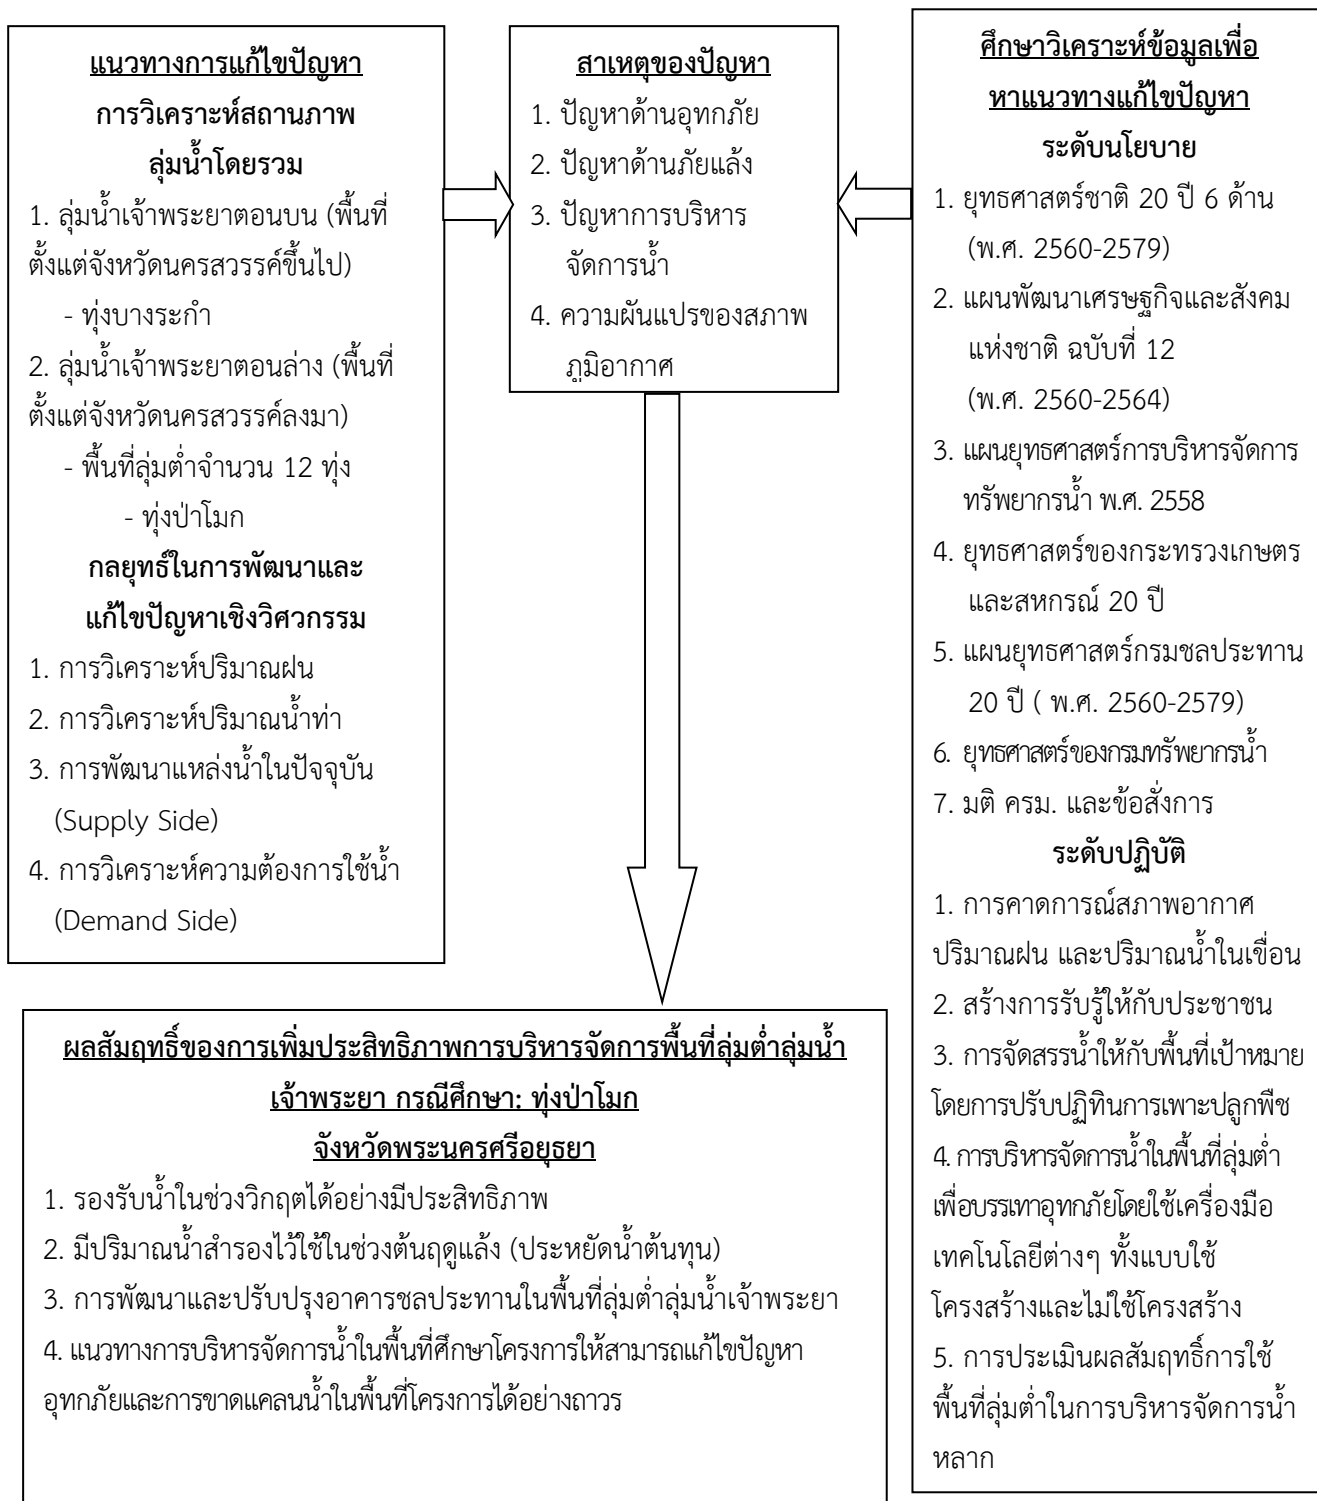 แนวทางการแก้ไขปัญหา
การวิเคราะห์สถานภาพ
ลุ่มน้ำโดยรวม
1. ลุ่มน้ำเจ้าพระยาตอนบน (พื้นที่
ตั้งแต่จังหวัดนครสวรรค์ขึ้นไป)
- ทุ่งบางระกำ
2. ลุ่มน้ำเจ้าพระยาตอนล่าง (พื้นที่
ตั้งแต่จังหวัดนครสวรรค์ลงมา)
- พื้นที่ลุ่มต่ำจำนวน 12 ทุ่ง
- ทุ่งป่าโมก
กลยุทธ์ในการพัฒนาและ
แก้ไขปัญหาเชิงวิศวกรรม
1. การวิเคราะห์ปริมาณฝน
2. การวิเคราะห์ปริมาณน้ำท่า
3. การพัฒนาแหล่งน้ำในปัจจุบัน
(Supply Side)
4. การวิเคราะห์ความต้องการใช้น้ำ
(Demand Side)
สาเหตุของปัญหา
1. ปัญหาด้านอุทกภัย
2. ปัญหาด้านภัยแล้ง
3. ปัญหาการบริหาร
จัดการน้ำ
4. ความผันแปรของสภาพ
ภูมิอากาศ
ศึกษาวิเคราะห์ข้อมูลเพื่อ
หาแนวทางแก้ไขปัญหา
ระดับนโยบาย
1. ยุทธศาสตร์ชาติ 20 ปี 6 ด้าน
(พ.ศ. 2560-2579)
2. แผนพัฒนาเศรษฐกิจและสังคม
แห่งชาติ ฉบับที่ 12
(พ.ศ. 2560-2564)
3. แผนยุทธศาสตร์การบริหารจัดการ
ทรัพยากรน้ำ พ.ศ. 2558
4. ยุทธศาสตร์ของกระทรวงเกษตร
และสหกรณ์ 20 ปี
5. แผนยุทธศาสตร์กรมชลประทาน
20 ปี ( พ.ศ. 2560-2579)
6. ยุทธศาสตร์ของกรมทรัพยากรน้ำ
7. มติ ครม. และข้อสั่งการ
ระดับปฏิบัติ
1. การคาดการณ์สภาพอากาศ
ปริมาณฝน และปริมาณน้ำในเขื่อน
2. สร้างการรับรู้ให้กับประชาชน
3. การจัดสรรน้ำให้กับพื้นที่เป้าหมาย
โดยการปรับปฏิทินการเพาะปลูกพืช
4. การบริหารจัดการน้ำในพื้นที่ลุ่มต่ำ
เพื่อบรรเทาอุทกภัยโดยใช้เครื่องมือ
เทคโนโลยีต่างๆ ทั้งแบบใช้
โครงสร้างและไม่ใช้โครงสร้าง
5. การประเมินผลสัมฤทธิ์การใช้
พื้นที่ลุ่มต่ำในการบริหารจัดการน้ำ
หลาก
ผลสัมฤทธิ์ของการเพิ่มประสิทธิภาพการบริหารจัดการพื้นที่ลุ่มต่ำลุ่มน้ำ
เจ้าพระยา กรณีศึกษา: ทุ่งป่าโมก
จังหวัดพระนครศรีอยุธยา
1. รองรับน้ำในช่วงวิกฤตได้อย่างมีประสิทธิภาพ
2. มีปริมาณน้ำสำรองไว้ใช้ในช่วงต้นฤดูแล้ง (ประหยัดน้ำต้นทุน)
3. การพัฒนาและปรับปรุงอาคารชลประทานในพื้นที่ลุ่มต่ำลุ่มน้ำเจ้าพระยา
4. แนวทางการบริหารจัดการน้ำในพื้นที่ศึกษาโครงการให้สามารถแก้ไขปัญหา
อุทกภัยและการขาดแคลนน้ำในพื้นที่โครงการได้อย่างถาวร